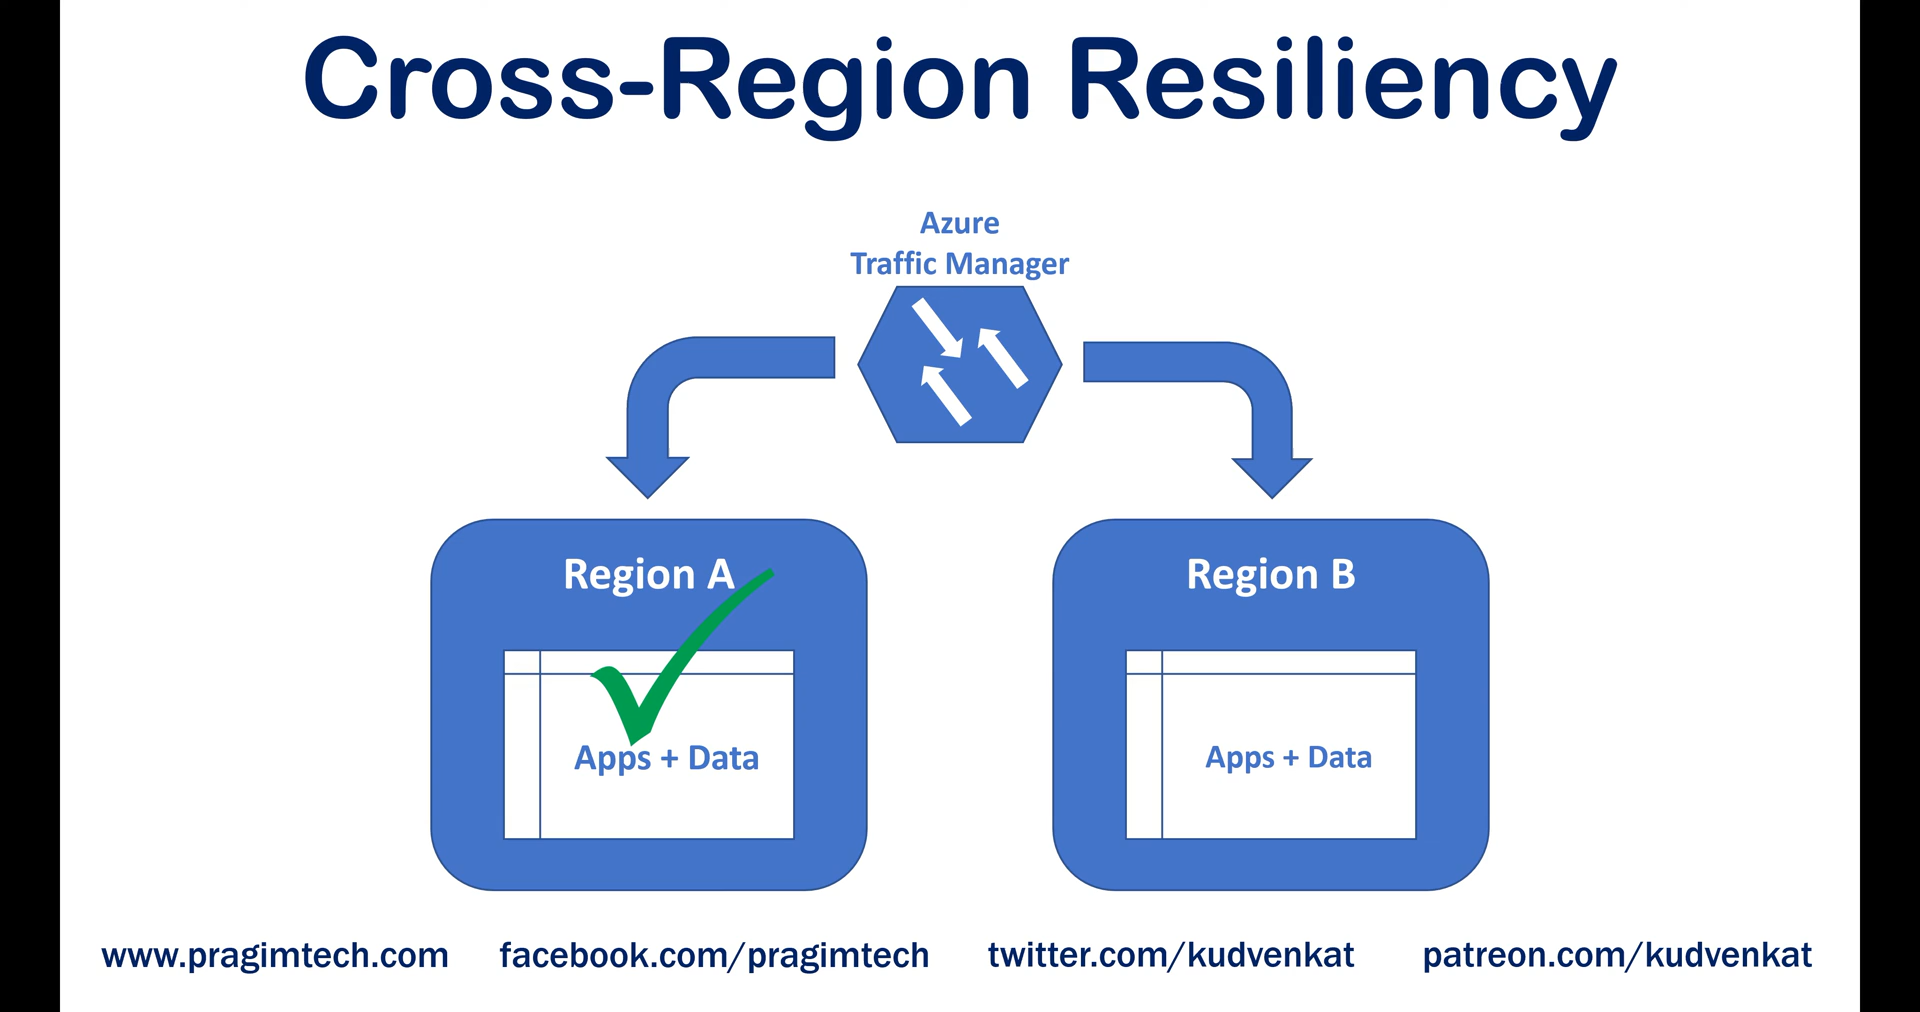 Cross-Region Resiliency
Azure
Traffic Manager
Region A
Apps + Data
Region B
Apps + Data
www.pragimtech.com
facebook.com/pragimtech
twitter.com/kudvenkat
patreon.com/kudvenkat